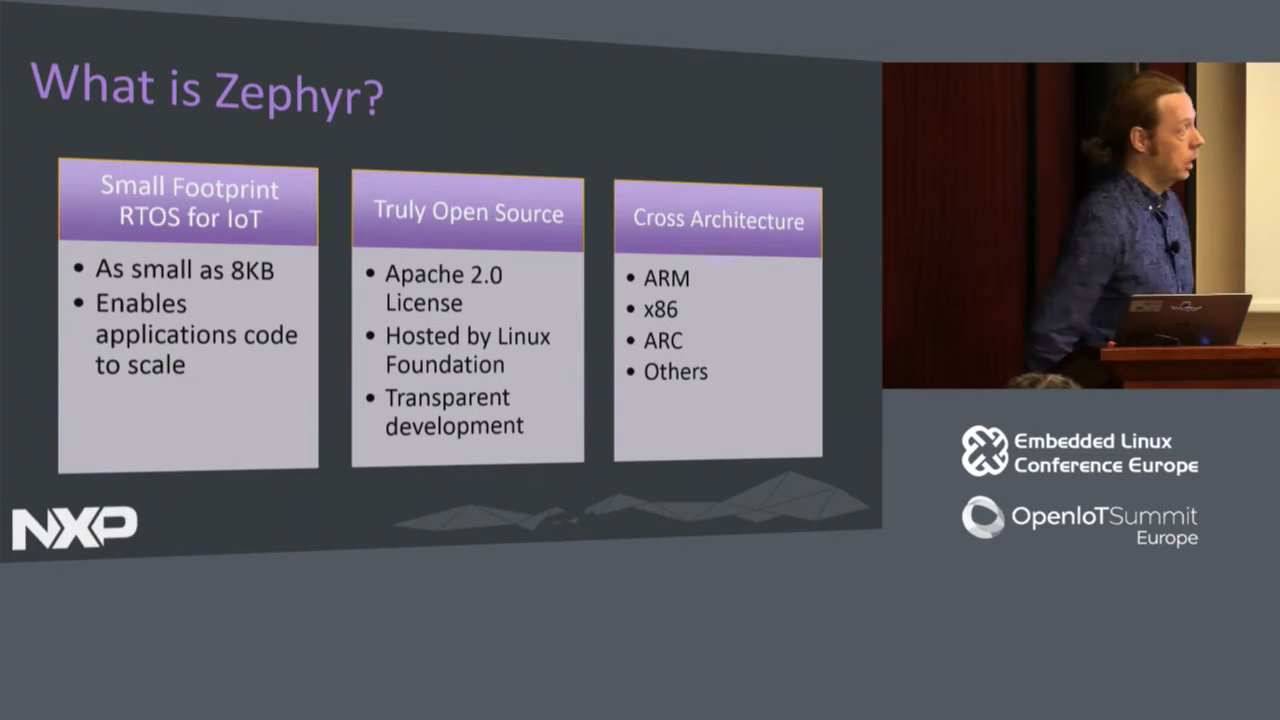 What is Zephyr?
Small Footprint
RTOS for IoT
• As small as 8KB
• Enables
applications code
to scale
Truly Open Source
• Apache 2.0
License
• Hosted by Linux
Foundation
• Transparent
development
Cross Architecture
• ARM
• x86
• ARC
• Others
NXP
Embedded Linux
Conference Europe
OpenIoTSummit
Europe